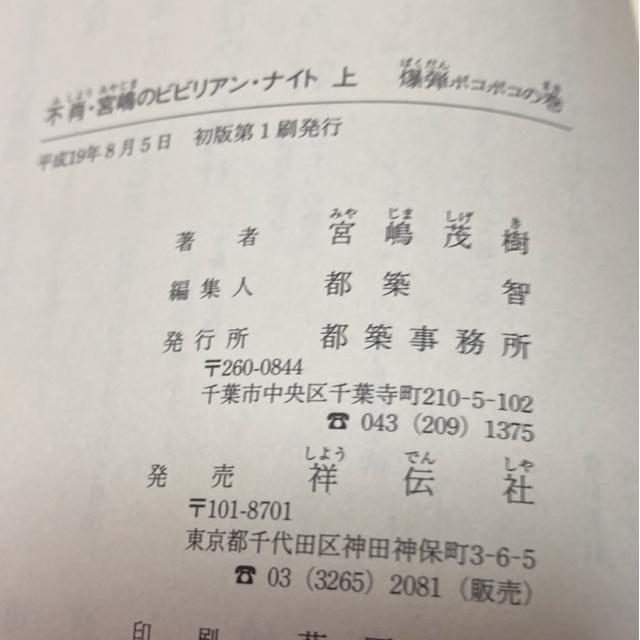 不肖・宮嶋のビビリアン・ナイト 上 爆弾ボコボコの巻
平成19年8月5日 初版第1刷発行
著者 宮嶋茂樹
編集人 都築智
発行所 都築事務所
〒260-0844
千葉市中央区千葉寺町210-5-102
☎ 043 (209) 1375
発売 祥伝社
〒101-8701
東京都千代田区神田神保町3-6-5
☎ 03 (3265) 2081 (販売)
印刷